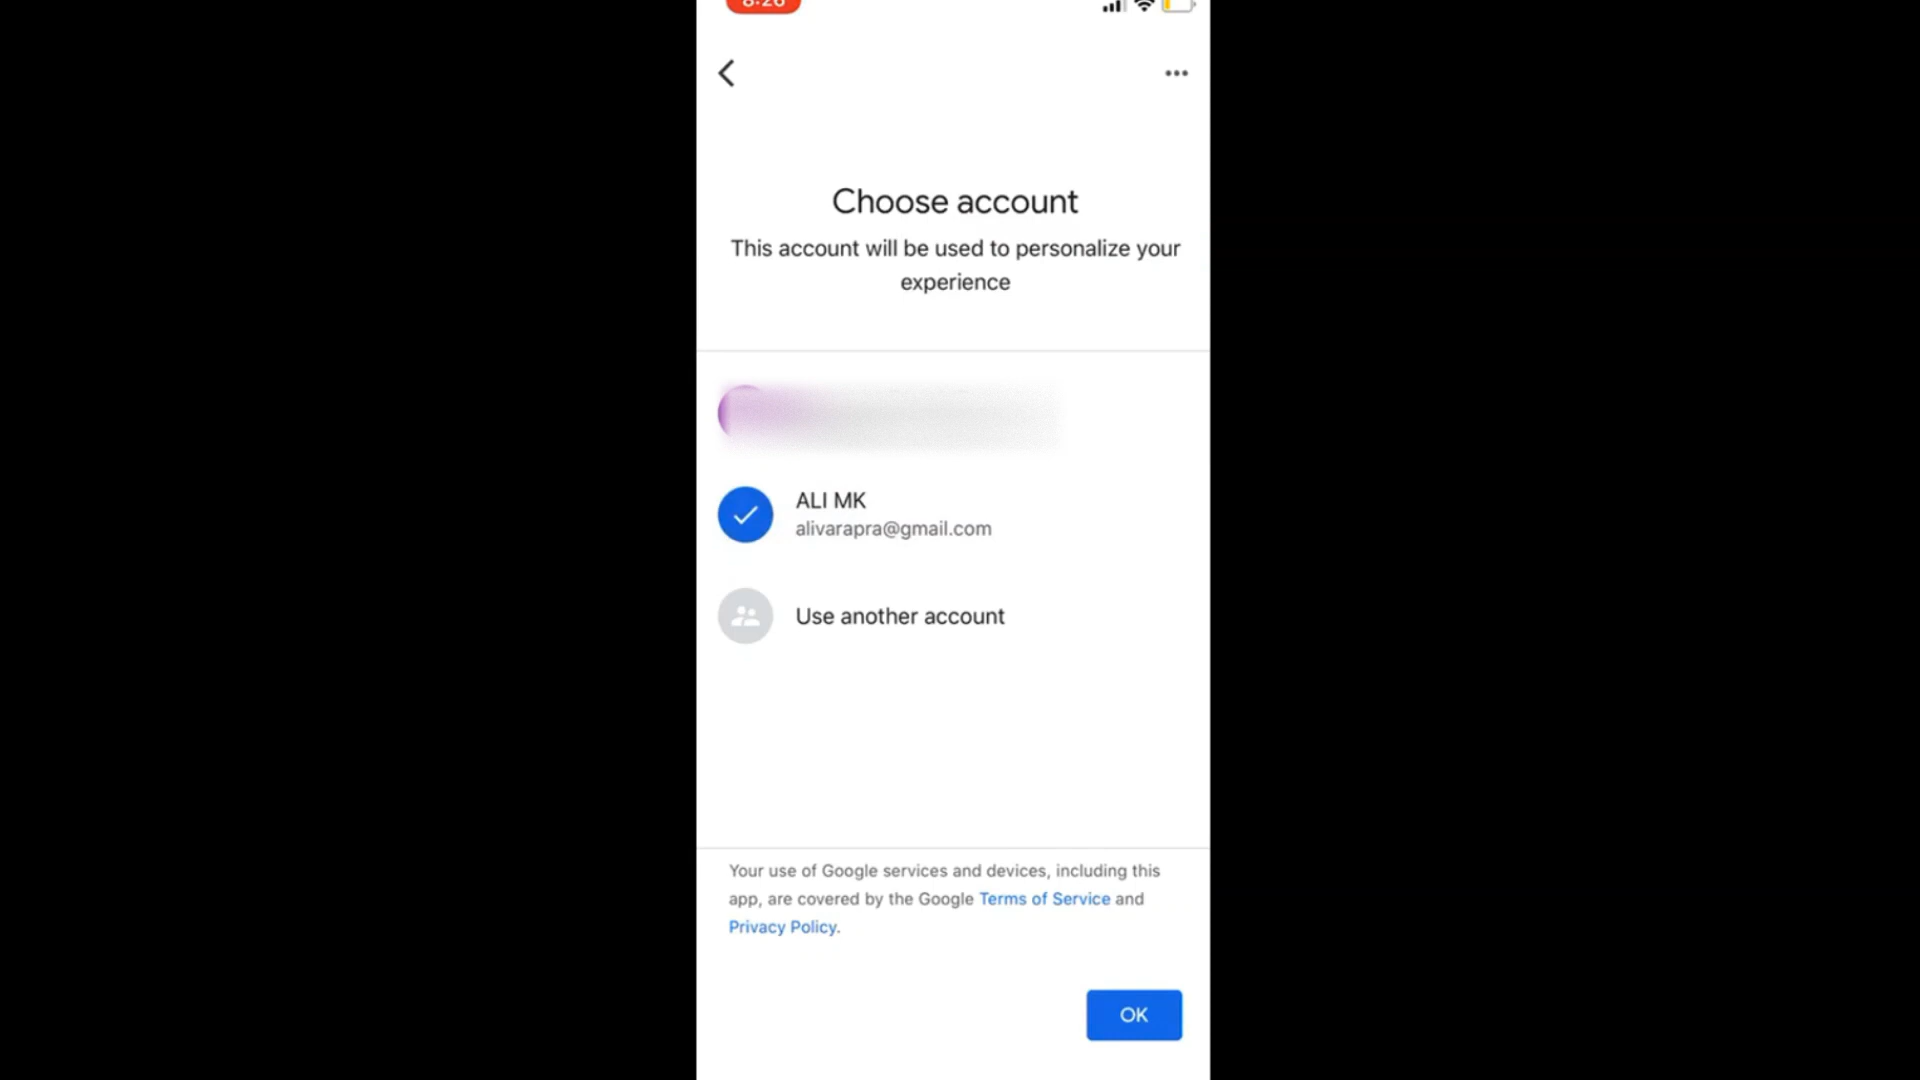 8:26
Choose account
This account will be used to personalize your
experience
ALI MK
alivarapra@gmail.com
Use another account
Your use of Google services and devices, including this
app, are covered by the Google Terms of Service and
Privacy Policy.
OK